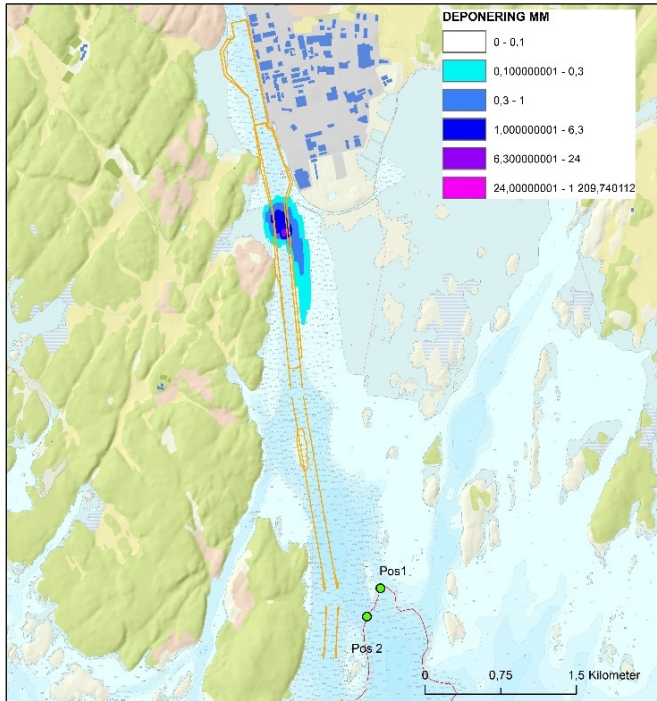 DEPONERING MM
0 - 0,1
0,100000001 - 0,3
0,3 - 1
1,000000001 - 6,3
6,300000001 - 24
24,00000001 - 1 209,740112
Pos1
Pos 2
0 0,75 1,5 Kilometer